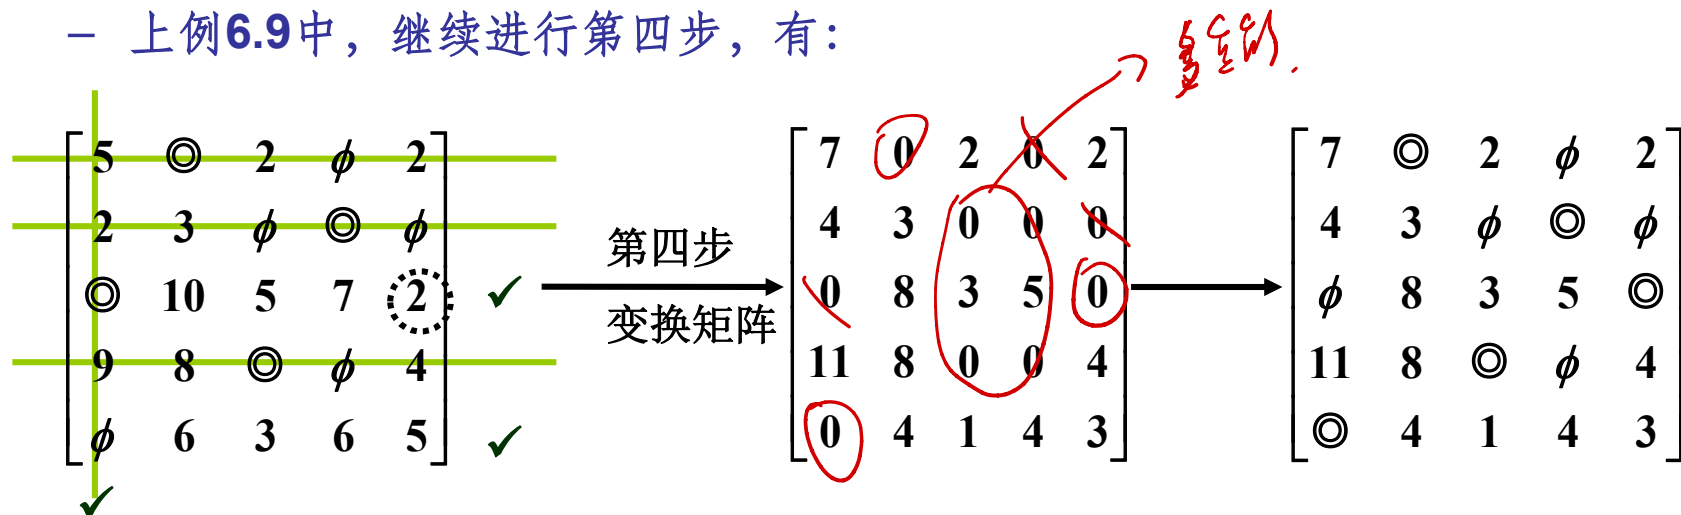 – 上例6.9中，继续进行第四步，有：
5 ◎ 2 ϕ 2
2 3 ϕ ◎ ϕ
◎ 10 5 7 2 ✓
9 8 ◎ ϕ 4
ϕ 6 3 6 5 ✓
✓
第四步
变换矩阵
7 0 2 0 2
4 3 0 0 0
0 8 3 5 0
11 8 0 0 4
0 4 1 4 3
7 ◎ 2 ϕ 2
4 3 ϕ ◎ ϕ
ϕ 8 3 5 ◎
11 8 ◎ ϕ 4
◎ 4 1 4 3